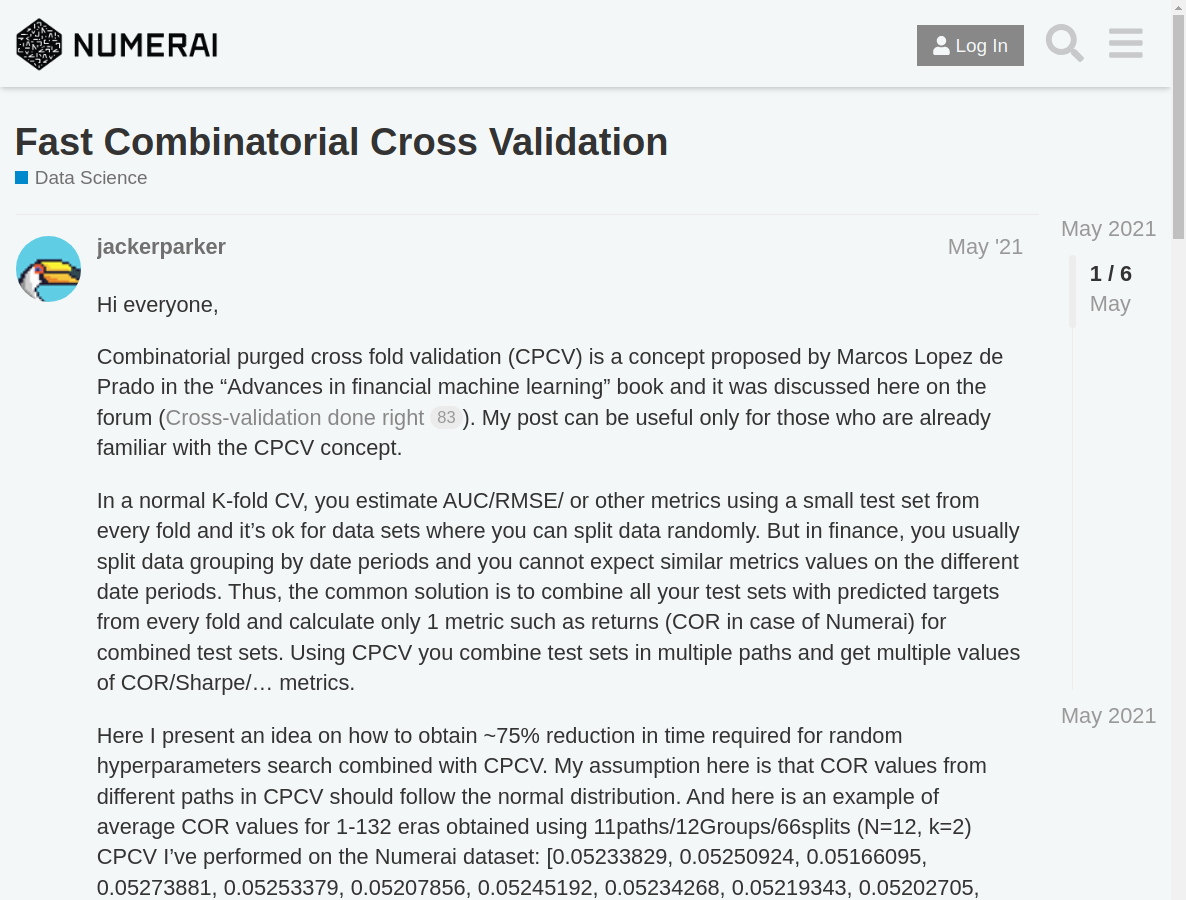 NUMERAI
Log In
Fast Combinatorial Cross Validation
Data Science
jackerparker
May '21
Hi everyone,
Combinatorial purged cross fold validation (CPCV) is a concept proposed by Marcos Lopez de
Prado in the “Advances in financial machine learning” book and it was discussed here on the
forum (Cross-validation done right 83). My post can be useful only for those who are already
familiar with the CPCV concept.
In a normal K-fold CV, you estimate AUC/RMSE/ or other metrics using a small test set from
every fold and it’s ok for data sets where you can split data randomly. But in finance, you usually
split data grouping by date periods and you cannot expect similar metrics values on the different
date periods. Thus, the common solution is to combine all your test sets with predicted targets
from every fold and calculate only 1 metric such as returns (COR in case of Numerai) for
combined test sets. Using CPCV you combine test sets in multiple paths and get multiple values
of COR/Sharpe/… metrics.
Here I present an idea on how to obtain ~75% reduction in time required for random
hyperparameters search combined with CPCV. My assumption here is that COR values from
different paths in CPCV should follow the normal distribution. And here is an example of
average COR values for 1-132 eras obtained using 11paths/12Groups/66splits (N=12, k=2)
CPCV I’ve performed on the Numerai dataset: [0.05233829, 0.05250924, 0.05166095,
0.05273881, 0.05253379, 0.05207856, 0.05245192, 0.05234268, 0.05219343, 0.05202705,
May 2021
1 / 6
May
May 2021